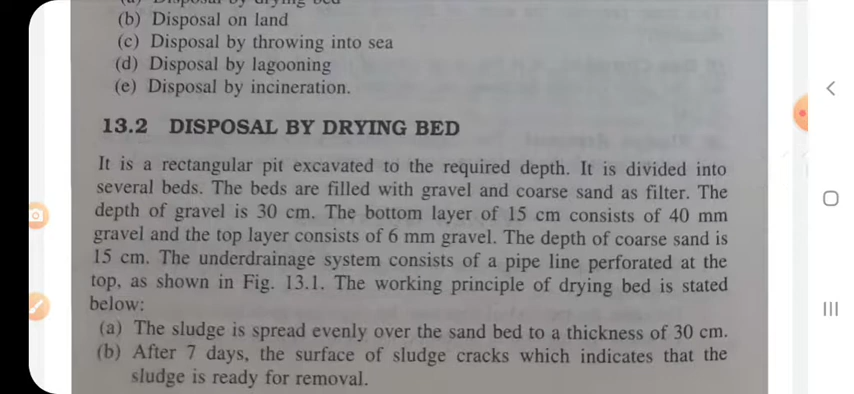 (b) Disposal on land
(c) Disposal by throwing into sea
(d) Disposal by lagooning
(e) Disposal by incineration.
13.2 DISPOSAL BY DRYING BED
It is a rectangular pit excavated to the required depth. It is divided into
several beds. The beds are filled with gravel and coarse sand as filter. The
depth of gravel is 30 cm. The bottom layer of 15 cm consists of 40 mm
gravel and the top layer consists of 6 mm gravel. The depth of coarse sand is
15 cm. The underdrainage system consists of a pipe line perforated at the
top, as shown in Fig. 13.1. The working principle of drying bed is stated
below:
(a) The sludge is spread evenly over the sand bed to a thickness of 30 cm.
(b) After 7 days, the surface of sludge cracks which indicates that the
sludge is ready for removal.